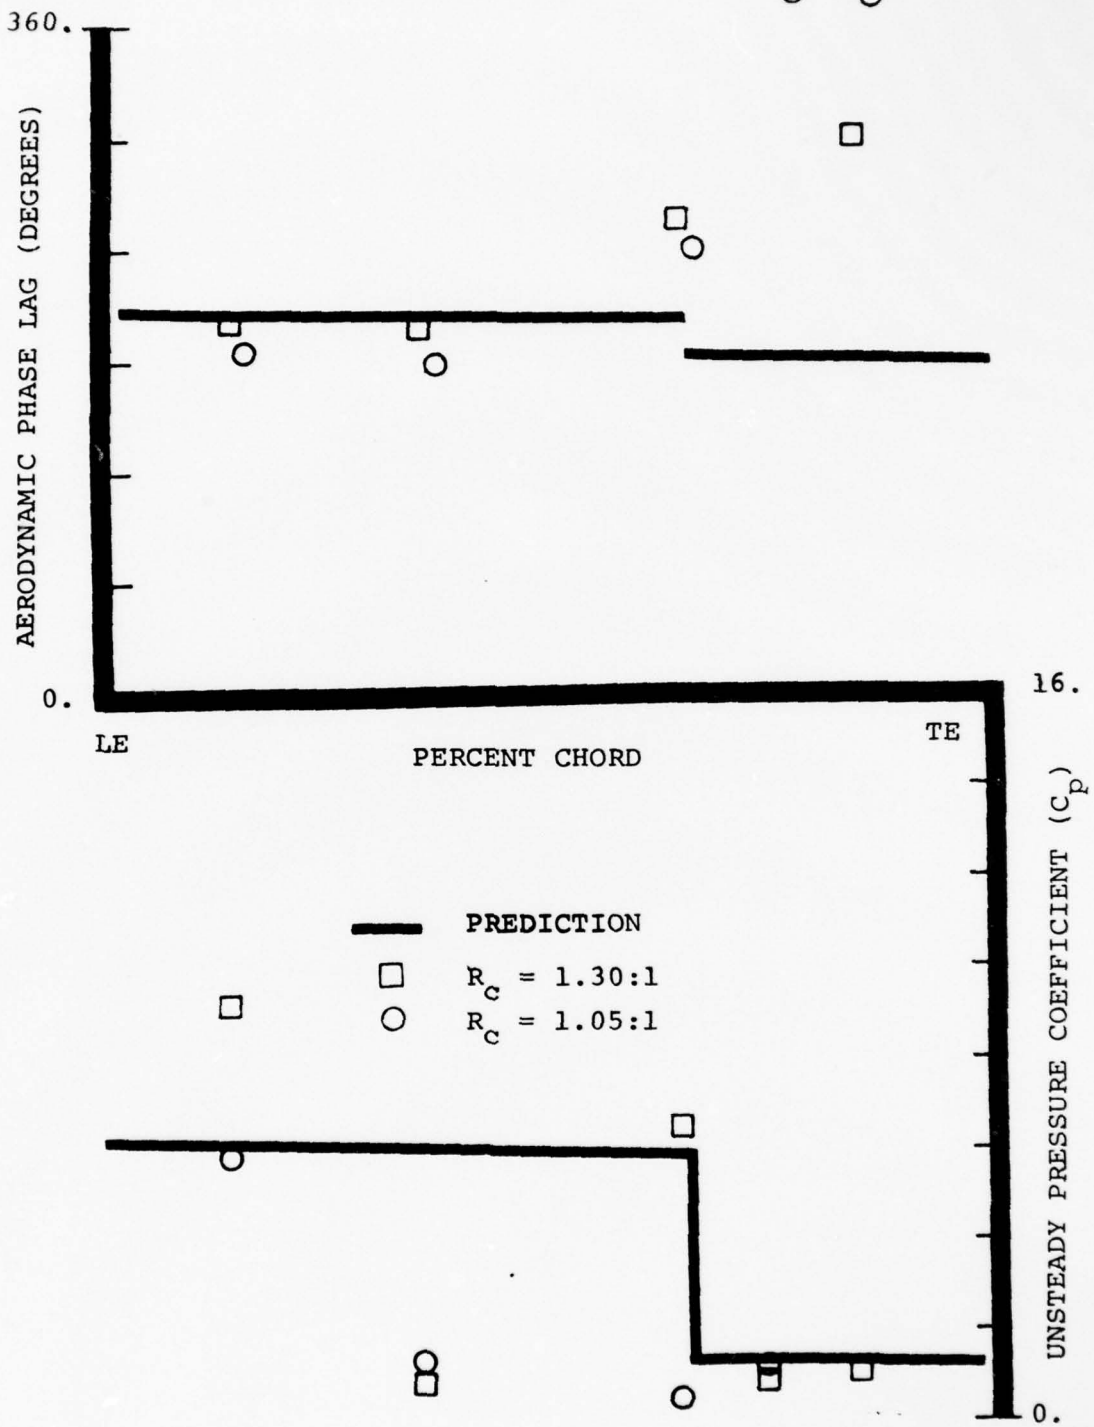 360.
AERODYNAMIC PHASE LAG (DEGREES)
0.
16.
LE
TE
PERCENT CHORD
UNSTEADY PRESSURE COEFFICIENT (Cp)
PREDICTION
Rc = 1.30:1
Rc = 1.05:1
0.